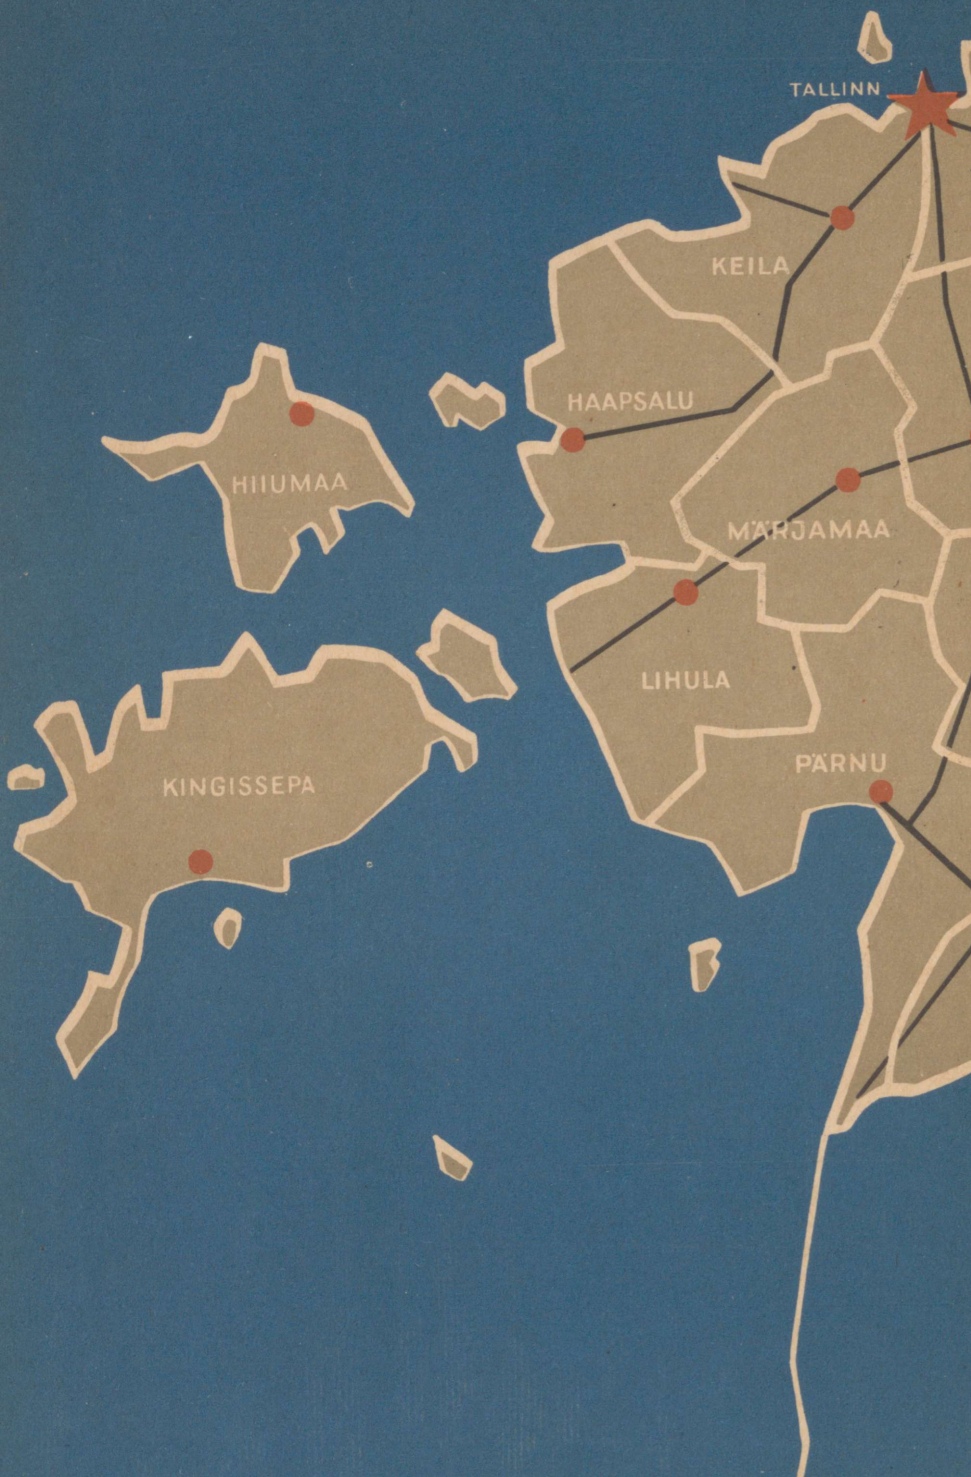 TALLINN
KEILA
HAAPSALU
HIIUMAA
MÄRJAMAA
LIHULA
PÄRNU
KINGISSEPA